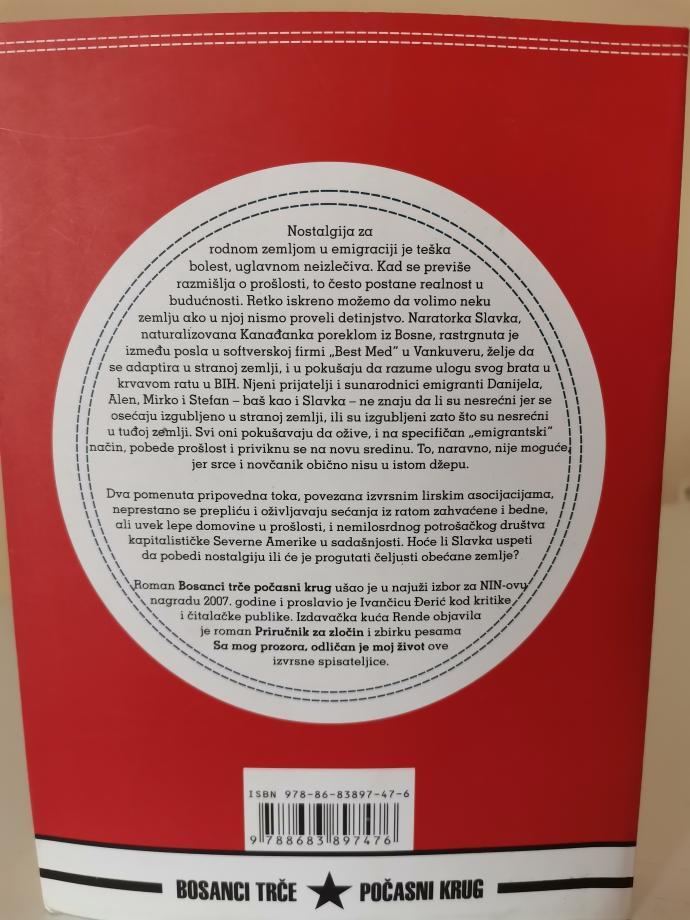 Nostalgija za
rodnom zemljom u emigraciji je teška
bolest, uglavnom neizlečiva. Kad se previše
razmišlja o prošlosti, to često postane realnost u
budućnosti. Retko iskreno možemo da volimo neku
zemlju ako u njoj nismo proveli detinjstvo. Naratorka Slavka,
naturalizovana Kanađanka poreklom iz Bosne, rastrgnuta je
između posla u softverskoj firmi „Best Med“ u Vankuveru, želje da
se adaptira u stranoj zemlji, i u pokušaju da razume ulogu svog brata u
krvavom ratu u BIH. Njeni prijatelji i sunarodnici emigranti Danijela,
Alen, Mirko i Stefan – baš kao i Slavka – ne znaju da li su nesrećni jer se
osećaju izgubljeno u stranoj zemlji, ili su izgubljeni zato što su nesrećni
u tuđoj zemlji. Svi oni pokušavaju da ožive, i na specifičan „emigrantski“
način, pobede prošlost i priviknu se na novu sredinu. To, naravno, nije moguće,
jer srce i novčanik obično nisu u istom džepu.
Dva pomenuta pripovedna toka, povezana izvrsnim lirskim asocijacijama,
neprestano se prepliću i oživljavaju sećanja iz ratom zahvaćene i bedne,
ali uvek lepe domovine u prošlosti, i nemilosrdnog potrošačkog društva
kapitalističke Severne Amerike u sadašnjosti. Hoće li Slavka uspeti
da pobedi nostalgiju ili će je progutati čeljusti obećane zemlje?
Roman Bosanci trče počasni krug ušao je u najuži izbor za NIN-ovu
nagradu 2007. godine i proslavio je Ivančicu Đerić kod kritike
i čitalačke publike. Izdavačka kuća Rende objavila
je roman Priručnik za zločin i zbirku pesama
Sa mog prozora, odličan je moj život ove
izvrsne spisateljice.
ISBN 978-86-83897-47-6
9 788683 897476
BOSANCI TRČE ★ POČASNI KRUG